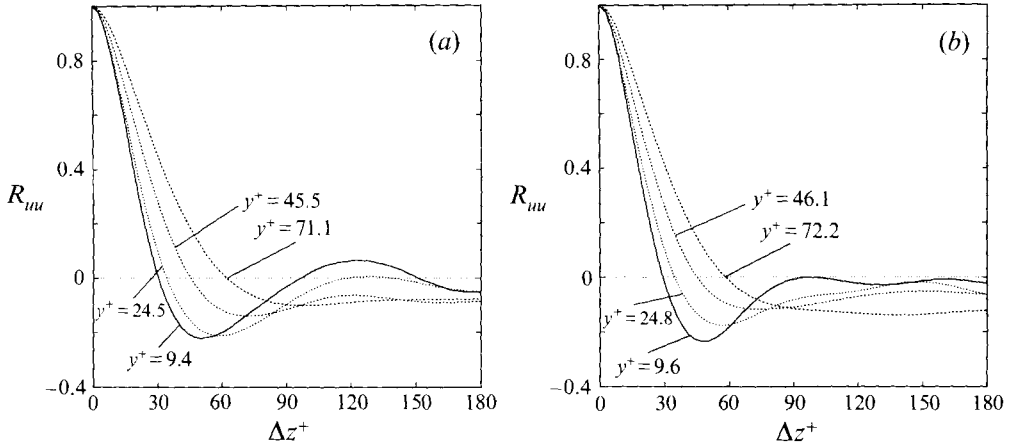 (a)
0.8
0.4
0
−0.4
R_uu
y⁺ = 45.5
y⁺ = 71.1
y⁺ = 24.5
y⁺ = 9.4
0 30 60 90 120 150 180
Δz⁺
(b)
0.8
0.4
0
−0.4
R_uu
y⁺ = 46.1
y⁺ = 72.2
y⁺ = 24.8
y⁺ = 9.6
0 30 60 90 120 150 180
Δz⁺